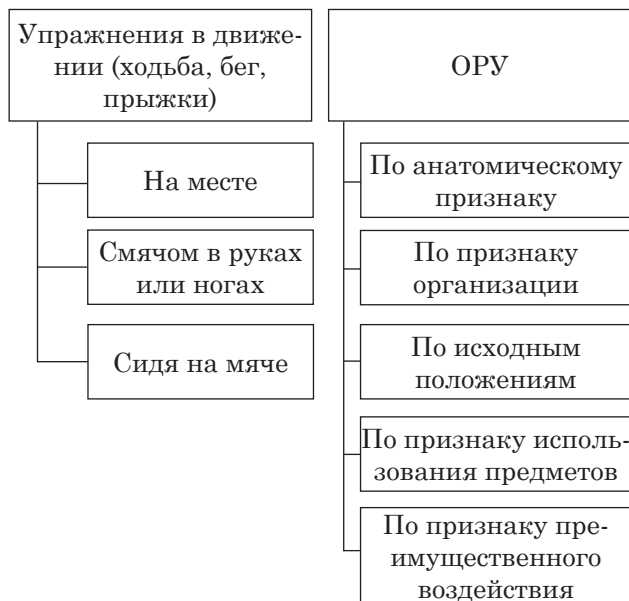 Упражнения в движе-
нии (ходьба, бег,
прыжки)
На месте
Смячом в руках
или ногах
Сидя на мяче
ОРУ
По анатомическому
признаку
По признаку
организации
По исходным
положениям
По признаку исполь-
зования предметов
По признаку пре-
имущественного
воздействия